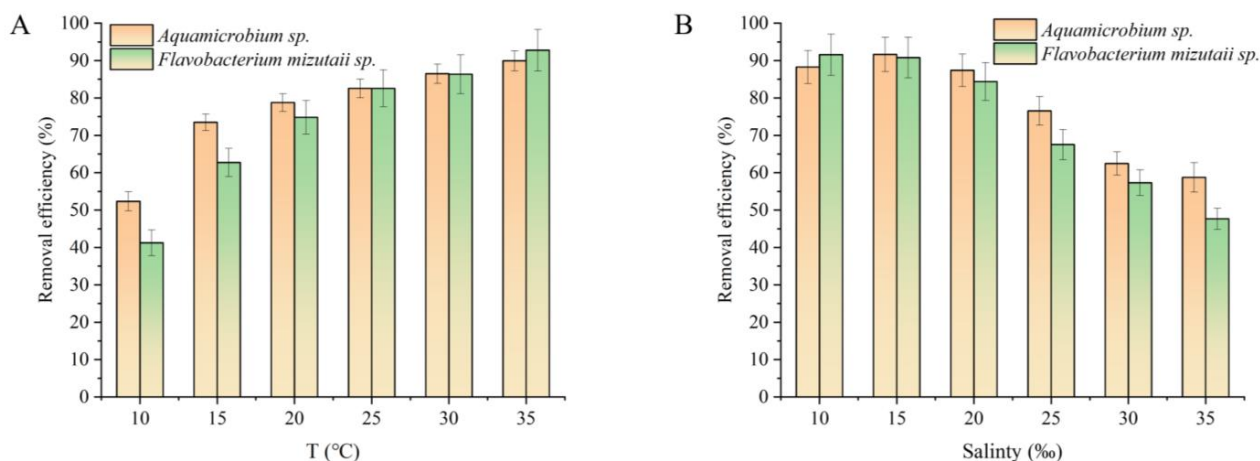 A
Aquamicrobium sp.
Flavobacterium mizutaii sp.
Removal efficiency (%)
100
90
80
70
60
50
40
30
20
10
0
10 15 20 25 30 35
T (℃)
B
Aquamicrobium sp.
Flavobacterium mizutaii sp.
Removal efficiency (%)
100
90
80
70
60
50
40
30
20
10
0
10 15 20 25 30 35
Salinty (‰)